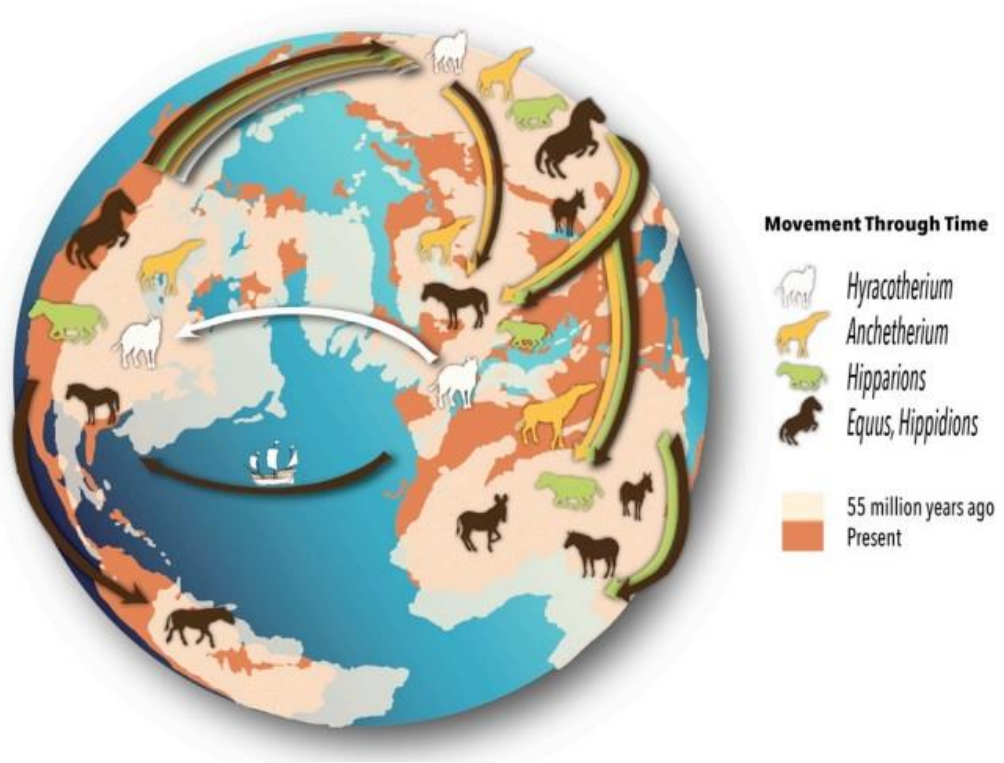 Movement Through Time
Hyracotherium
Anchetherium
Hipparions
Equus, Hippidions
55 million years ago
Present